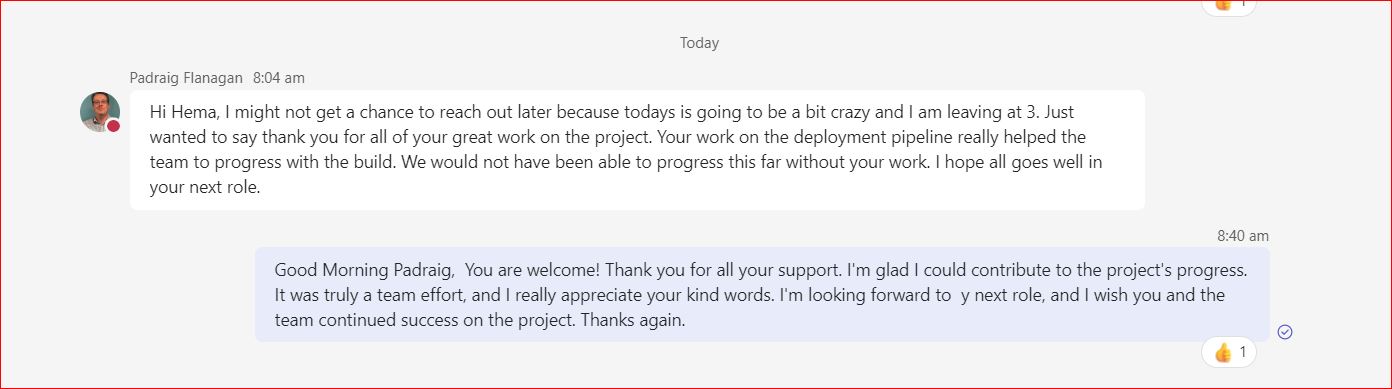 1
Today
Padraig Flanagan 8:04 am
Hi Hema, I might not get a chance to reach out later because todays is going to be a bit crazy and I am leaving at 3. Just
wanted to say thank you for all of your great work on the project. Your work on the deployment pipeline really helped the
team to progress with the build. We would not have been able to progress this far without your work. I hope all goes well in
your next role.
8:40 am
Good Morning Padraig,  You are welcome! Thank you for all your support. I'm glad I could contribute to the project's progress.
It was truly a team effort, and I really appreciate your kind words. I'm looking forward to  y next role, and I wish you and the
team continued success on the project. Thanks again.
1